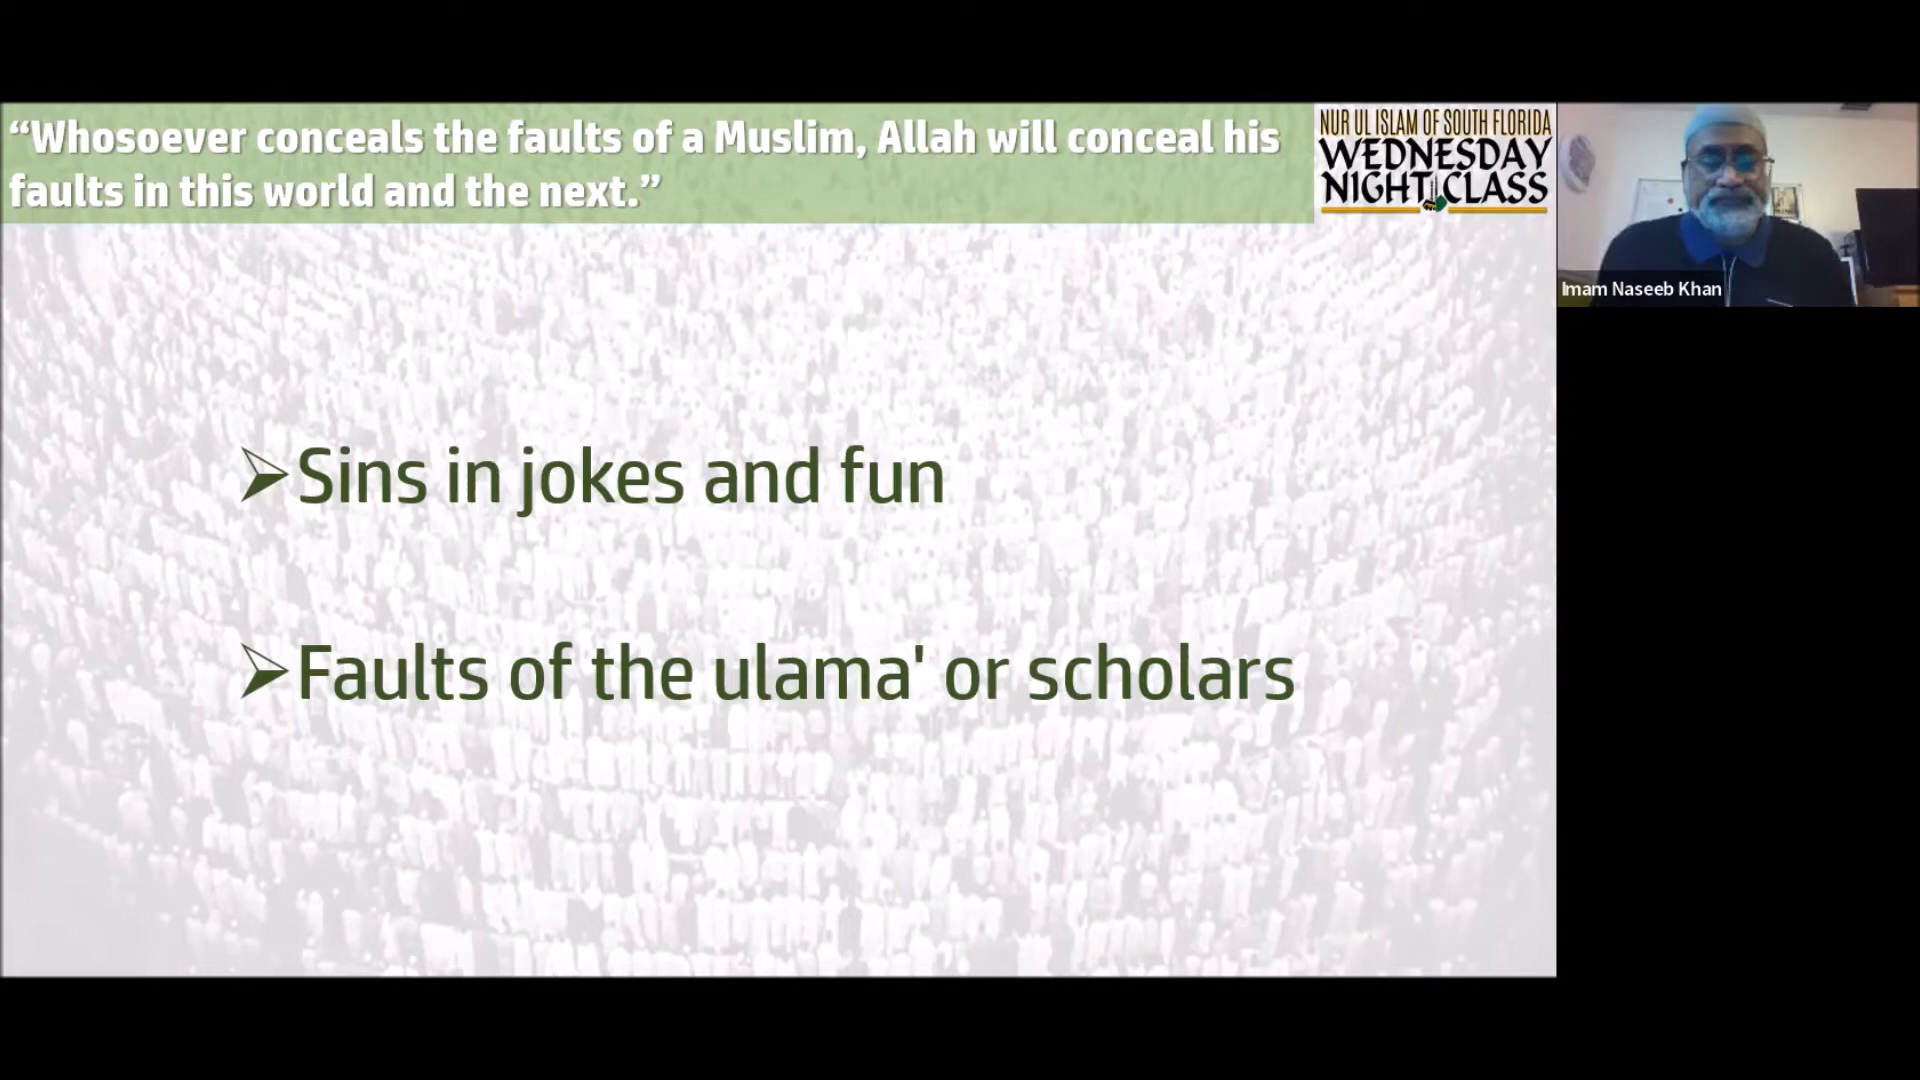 “Whosoever conceals the faults of a Muslim, Allah will conceal his
faults in this world and the next.”
NUR UL ISLAM OF SOUTH FLORIDA
WEDNESDAY
NIGHT CLASS
Imam Naseeb Khan
➢Sins in jokes and fun
➢Faults of the ulama' or scholars